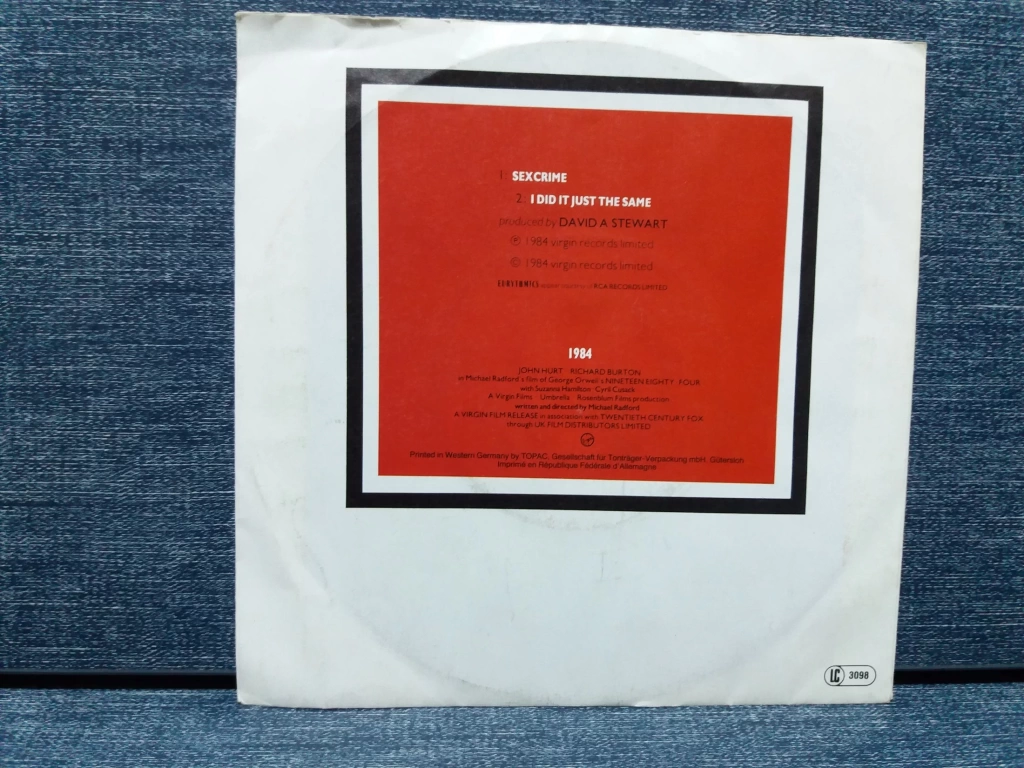 1. SEXCRIME
2. I DID IT JUST THE SAME
produced by DAVID A STEWART
℗ 1984 virgin records limited
© 1984 virgin records limited
EURYTHMICS RCA RECORDS LIMITED
1984
JOHN HURT RICHARD BURTON
in Michael Radford's film of George Orwell's NINETEEN EIGHTY FOUR
with Suzanna Hamilton Cyril Cusack
A Virgin Films Umbrella Rosenblum Films production
written and directed by Michael Radford
A VIRGIN FILM RELEASE in association with TWENTIETH CENTURY FOX
through UK FILM DISTRIBUTORS LIMITED
Printed in Western Germany by TOPAC, Gesellschaft für Tonträger-Verpackung mbH, Gütersloh
Imprimé en République Fédérale d'Allemagne
LC 3098